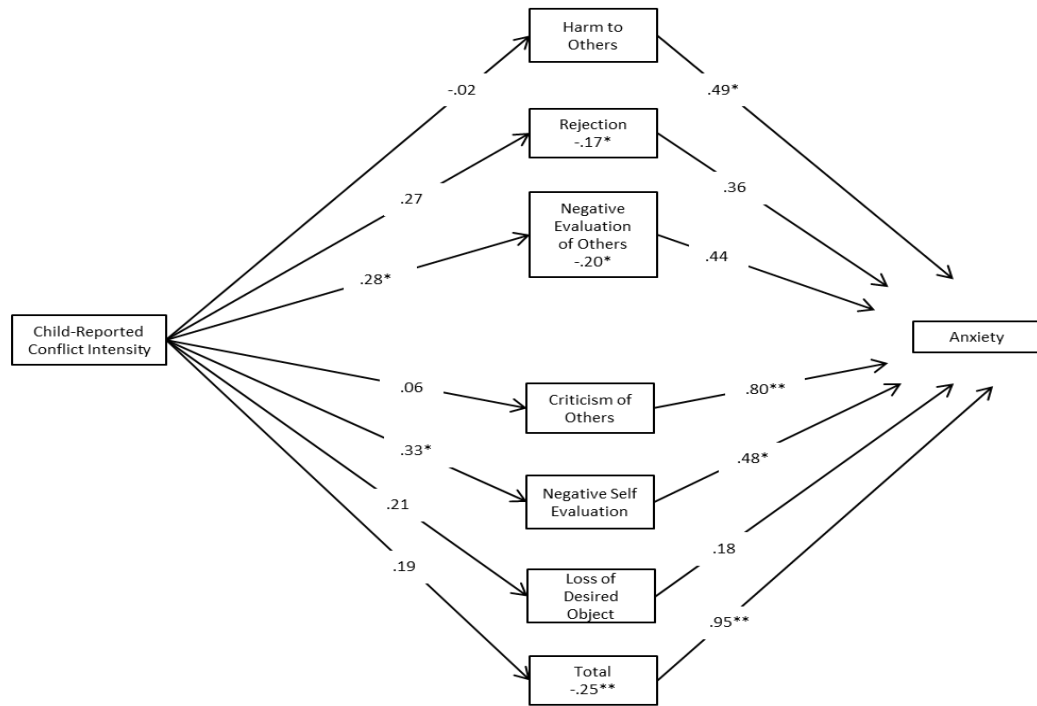 Harm to
Others
-.02
.49*
Rejection
-.17*
.27
.36
Negative
Evaluation
of Others
-.20*
.28*
.44
Child-Reported
Conflict Intensity
Anxiety
.06
Criticism of
Others
.80**
.33*
Negative Self
Evaluation
.48*
.21
Loss of
Desired
Object
.18
.19
Total
-.25**
.95**